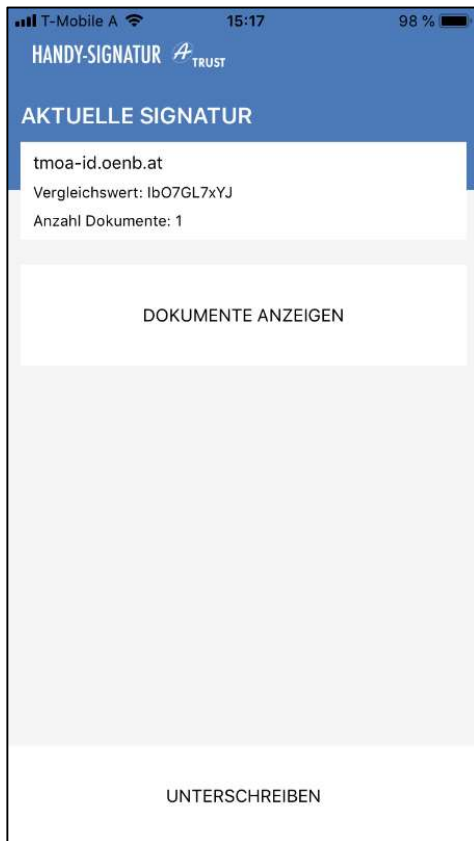 T-Mobile A 15:17 98 %
HANDY-SIGNATUR A TRUST
AKTUELLE SIGNATUR
tmoa-id.oenb.at
Vergleichswert: IbO7GL7xYJ
Anzahl Dokumente: 1
DOKUMENTE ANZEIGEN
UNTERSCHREIBEN